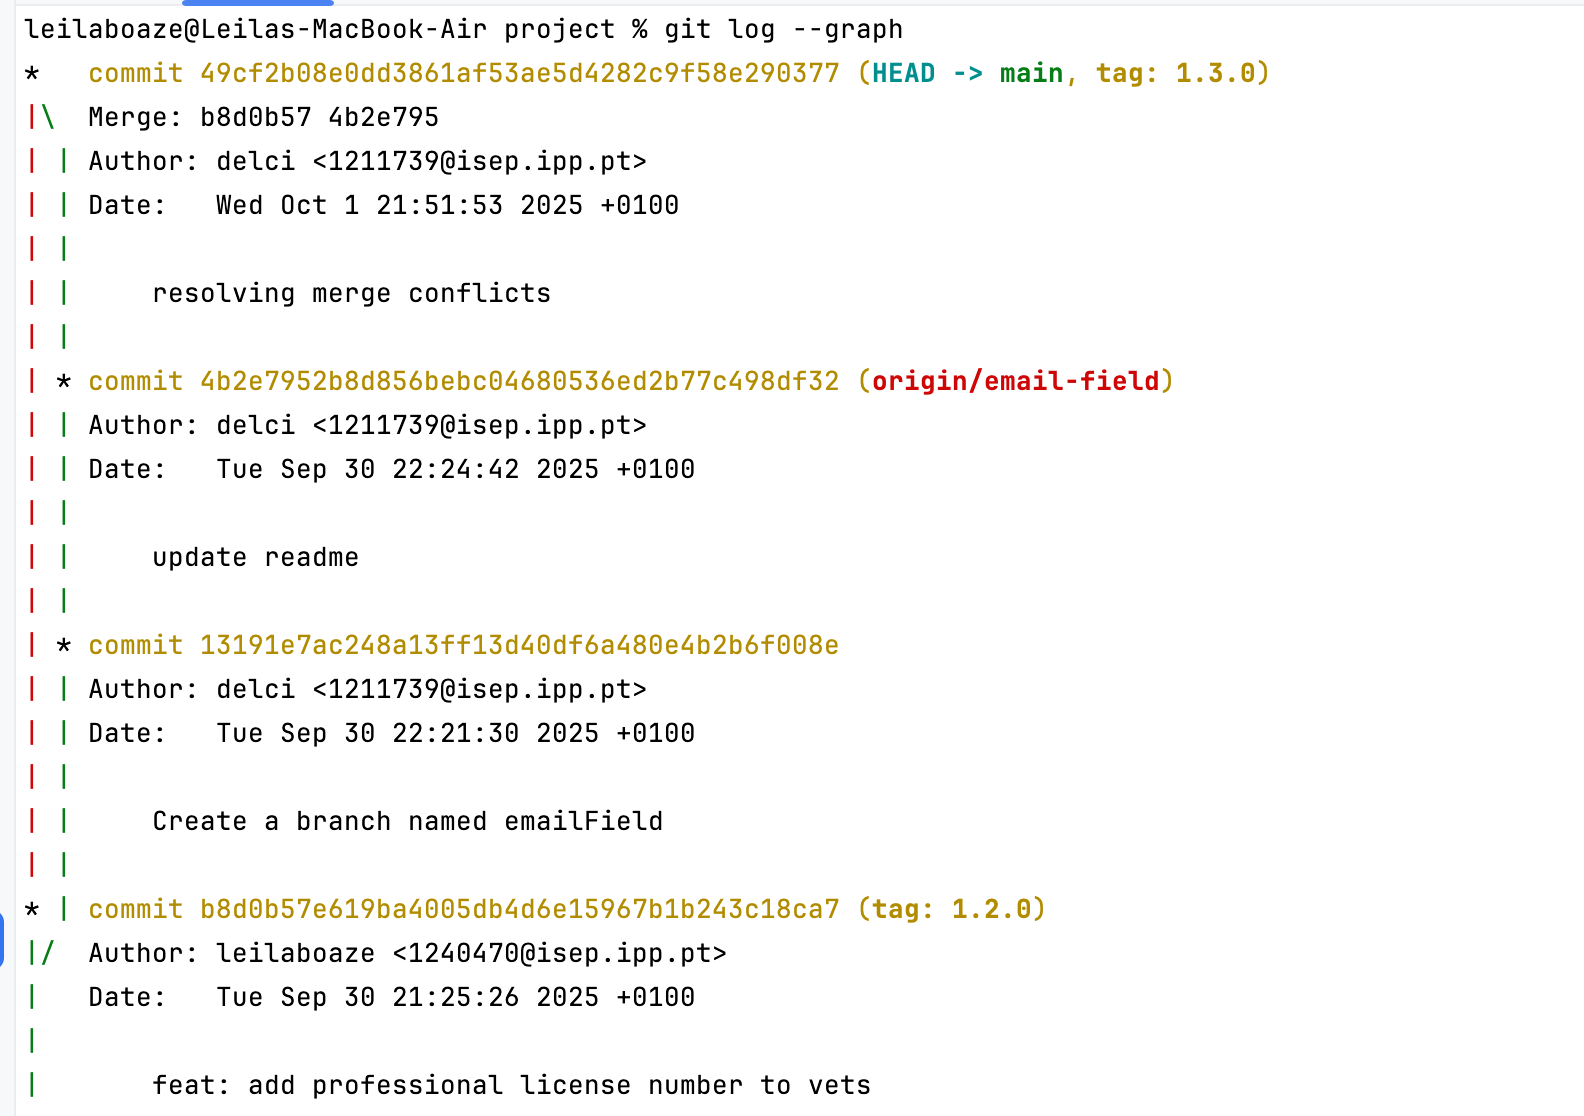 leilaboaze@Leilas-MacBook-Air project % git log --graph
*   commit 49cf2b08e0dd3861af53ae5d4282c9f58e290377 (HEAD -> main, tag: 1.3.0)
|\  Merge: b8d0b57 4b2e795
| | Author: delci <1211739@isep.ipp.pt>
| | Date:   Wed Oct 1 21:51:53 2025 +0100
| |
| |     resolving merge conflicts
| |
| * commit 4b2e7952b8d856bebc04680536ed2b77c498df32 (origin/email-field)
| | Author: delci <1211739@isep.ipp.pt>
| | Date:   Tue Sep 30 22:24:42 2025 +0100
| |
| |     update readme
| |
| * commit 13191e7ac248a13ff13d40df6a480e4b2b6f008e
| | Author: delci <1211739@isep.ipp.pt>
| | Date:   Tue Sep 30 22:21:30 2025 +0100
| |
| |     Create a branch named emailField
| |
* | commit b8d0b57e619ba4005db4d6e15967b1b243c18ca7 (tag: 1.2.0)
|/  Author: leilaboaze <1240470@isep.ipp.pt>
|   Date:   Tue Sep 30 21:25:26 2025 +0100
|
|       feat: add professional license number to vets